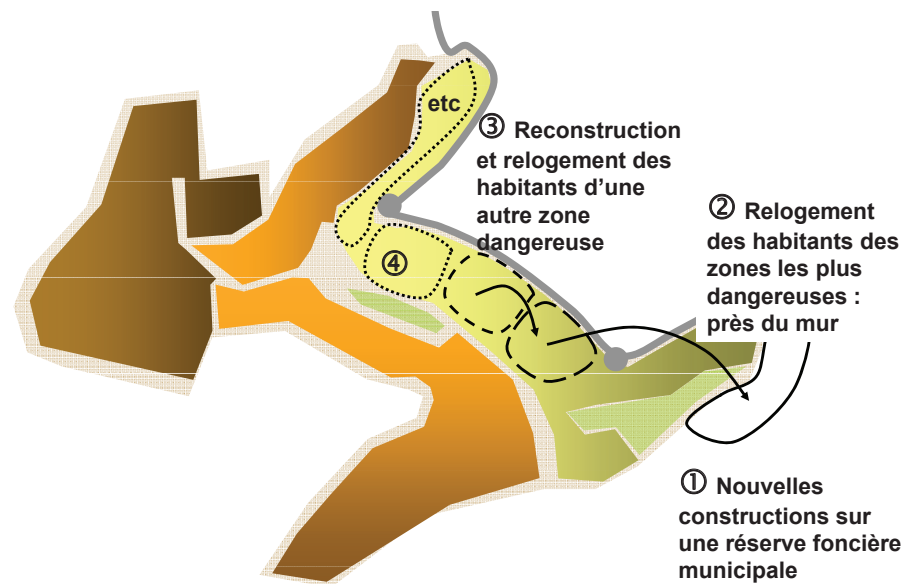 etc
③ Reconstruction
et relogement des
habitants d’une
autre zone
dangereuse
② Relogement
des habitants des
zones les plus
dangereuses :
près du mur
④
① Nouvelles
constructions sur
une réserve foncière
municipale